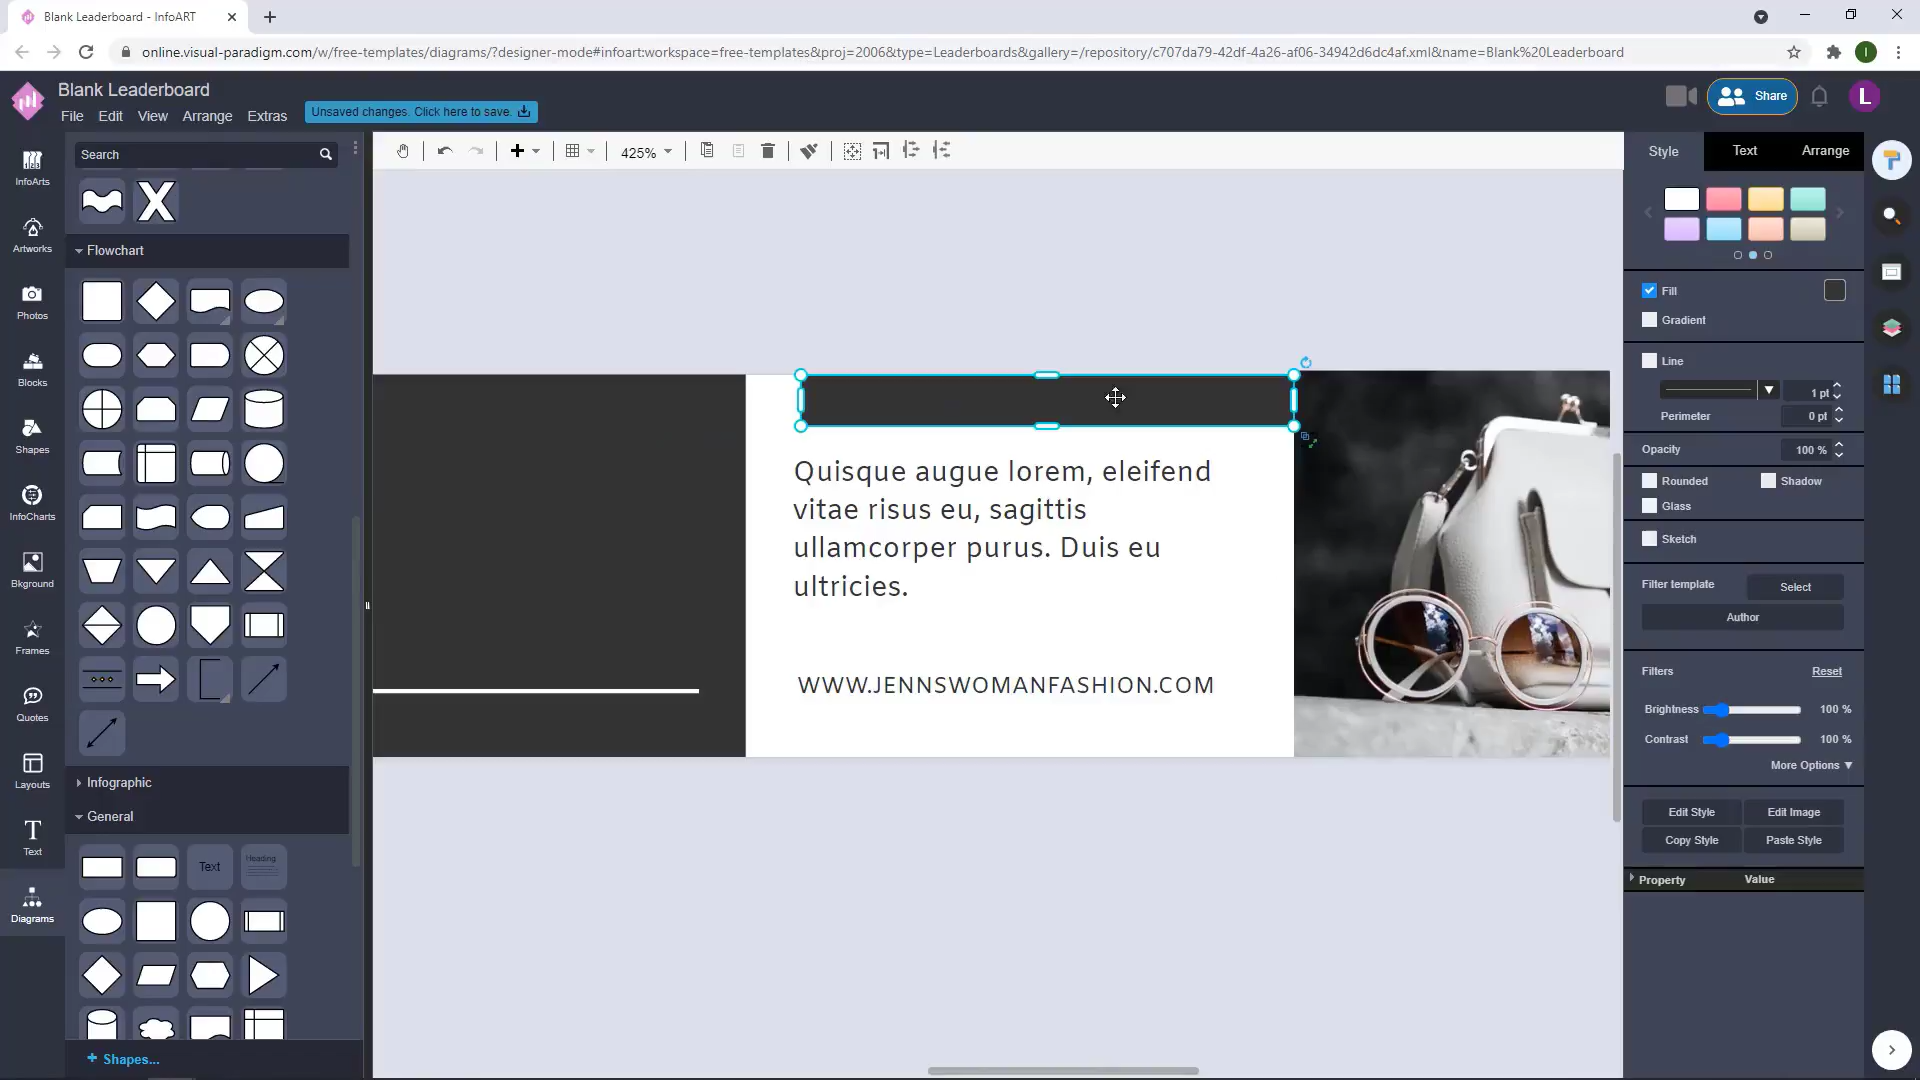 Blank Leaderboard - InfoART
online.visual-paradigm.com/w/free-templates/diagrams/?designer-mode#infoart:workspace=free-templates&proj=2006&type=Leaderboards&gallery=/repository/c707da79-42df-4a26-af06-34942d6dc4af.xml&name=Blank%20Leaderboard
I
Blank Leaderboard
File Edit View Arrange Extras
Unsaved changes. Click here to save.
Share
L
InfoArts
Artworks
Photos
Blocks
Shapes
InfoCharts
Bkground
Frames
Quotes
Layouts
Text
Diagrams
Search
Flowchart
Infographic
General
Text
Heading
+ Shapes...
425%
Quisque augue lorem, eleifend
vitae risus eu, sagittis
ullamcorper purus. Duis eu
ultricies.
WWW.JENNSWOMANFASHION.COM
Style Text Arrange
Fill
Gradient
Line
1 pt
Perimeter 0 pt
Opacity 100 %
Rounded Shadow
Glass
Sketch
Filter template Select
Author
Filters Reset
Brightness 100 %
Contrast 100 %
More Options ▼
Edit Style Edit Image
Copy Style Paste Style
Property Value